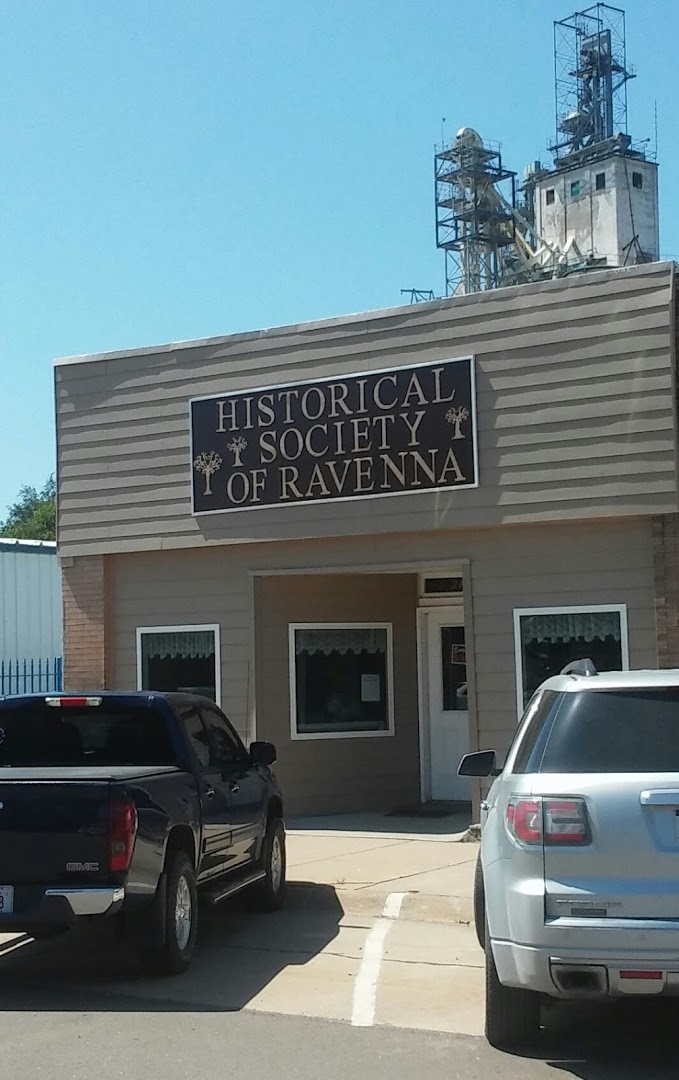 HISTORICAL
SOCIETY
OF RAVENNA
GMC